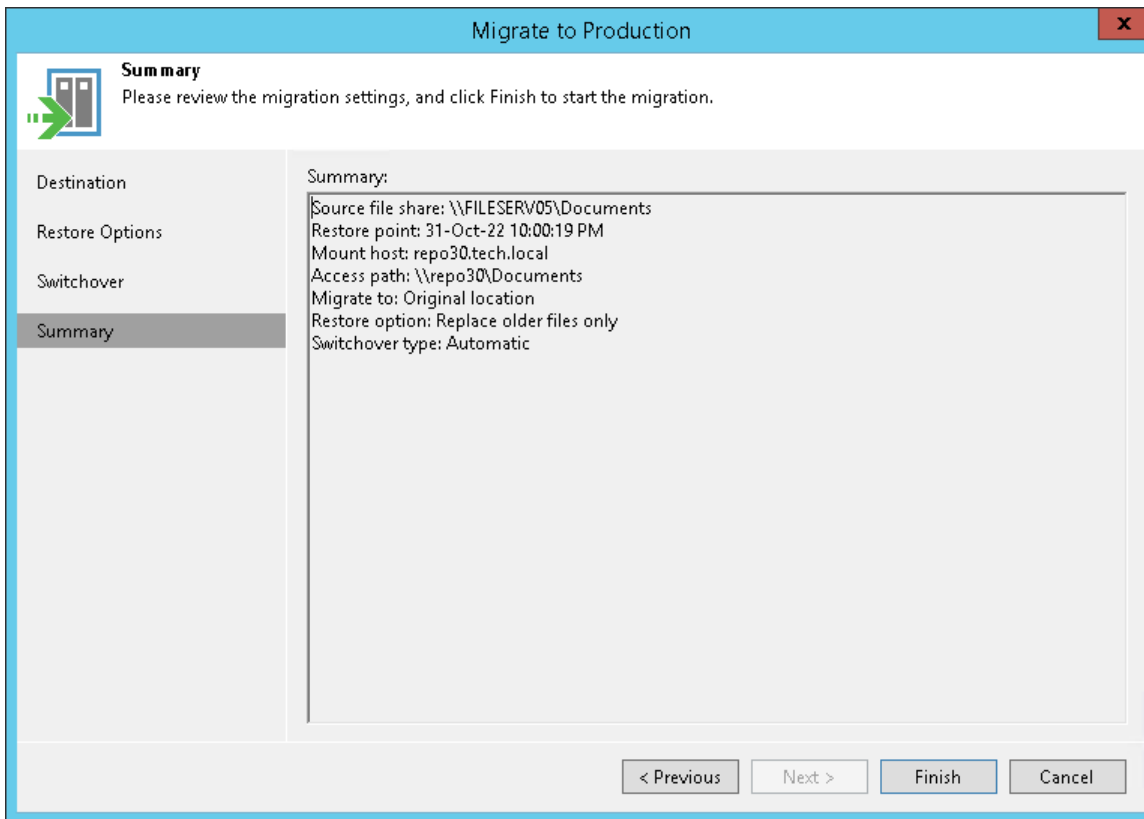 Migrate to Production
x
Summary
Please review the migration settings, and click Finish to start the migration.
Destination
Restore Options
Switchover
Summary
Summary:
Source file share: \\FILESERV05\Documents
Restore point: 31-Oct-22 10:00:19 PM
Mount host: repo30.tech.local
Access path: \\repo30\Documents
Migrate to: Original location
Restore option: Replace older files only
Switchover type: Automatic
< Previous
Next >
Finish
Cancel